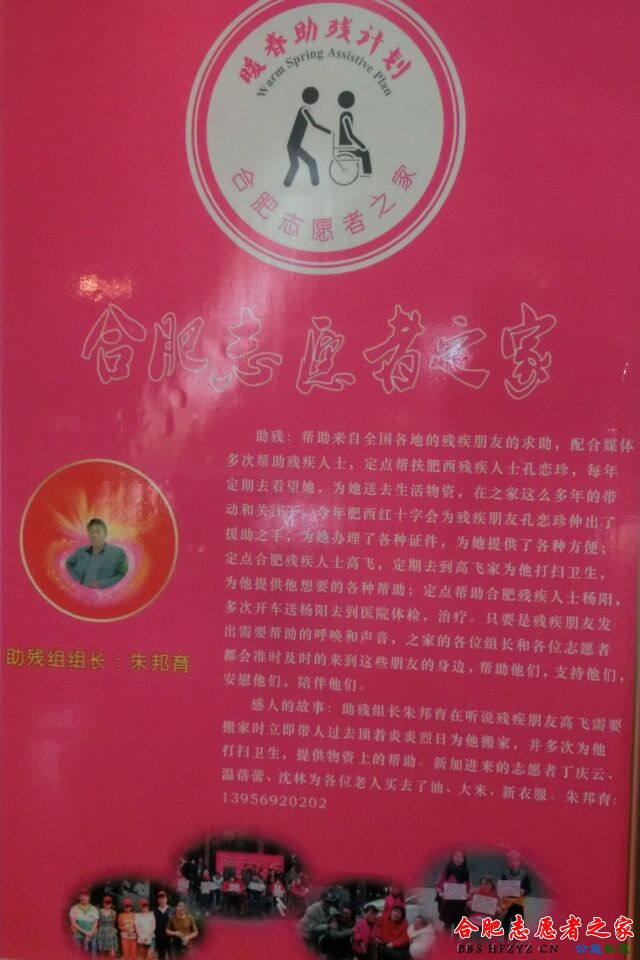 暖春助残计划
Warm Spring Assistive Plan
合肥志愿者之家
合肥志愿者之家
助残：帮助来自全国各地的残疾朋友的求助，配合媒体
多次帮助残疾人士，定点帮扶肥西残疾人士孔恋珍，每年
定期去看望她，为她送去生活物资，在之家这么多年的带
动和关注下，今年肥西红十字会为残疾朋友孔恋珍伸出了
援助之手，为她办理了各种证件，为她提供了各种方便；
定点合肥残疾人士高飞，定期去到高飞家为他打扫卫生，
为他提供他想要的各种帮助；定点帮助合肥残疾人士杨阳，
多次开车送杨阳去到医院体检，治疗。只要是残疾朋友发
出需要帮助的呼唤和声音，之家的各位组长和各位志愿者
都会准时及时的来到这些朋友的身边，帮助他们，支持他们，
安慰他们，陪伴他们。
助残组组长：朱邦育
感人的故事：助残组长朱邦育在听说残疾朋友高飞需要
搬家时立即带人过去顶着炎炎烈日为他搬家，并多次为他
打扫卫生，提供物资上的帮助。新加进来的志愿者丁庆云、
温蓓蕾、沈林为各位老人买去了油、大米、新衣服。朱邦育：
13956920202
合肥志愿者之家
BBS.HFZYZ.CN